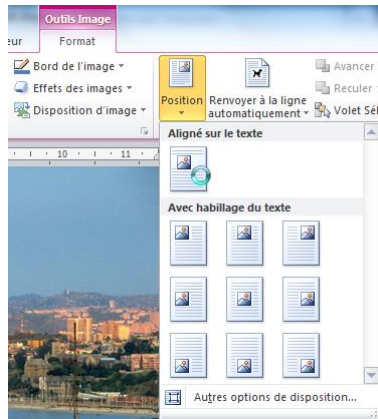 Outils Image
eur
Format
Bord de l'image
Effets des images
Disposition d'image
Position
Renvoyer à la ligne
automatiquement
Avancer
Reculer
Volet Sél
Aligné sur le texte
10 11
Avec habillage du texte
Autres options de disposition...